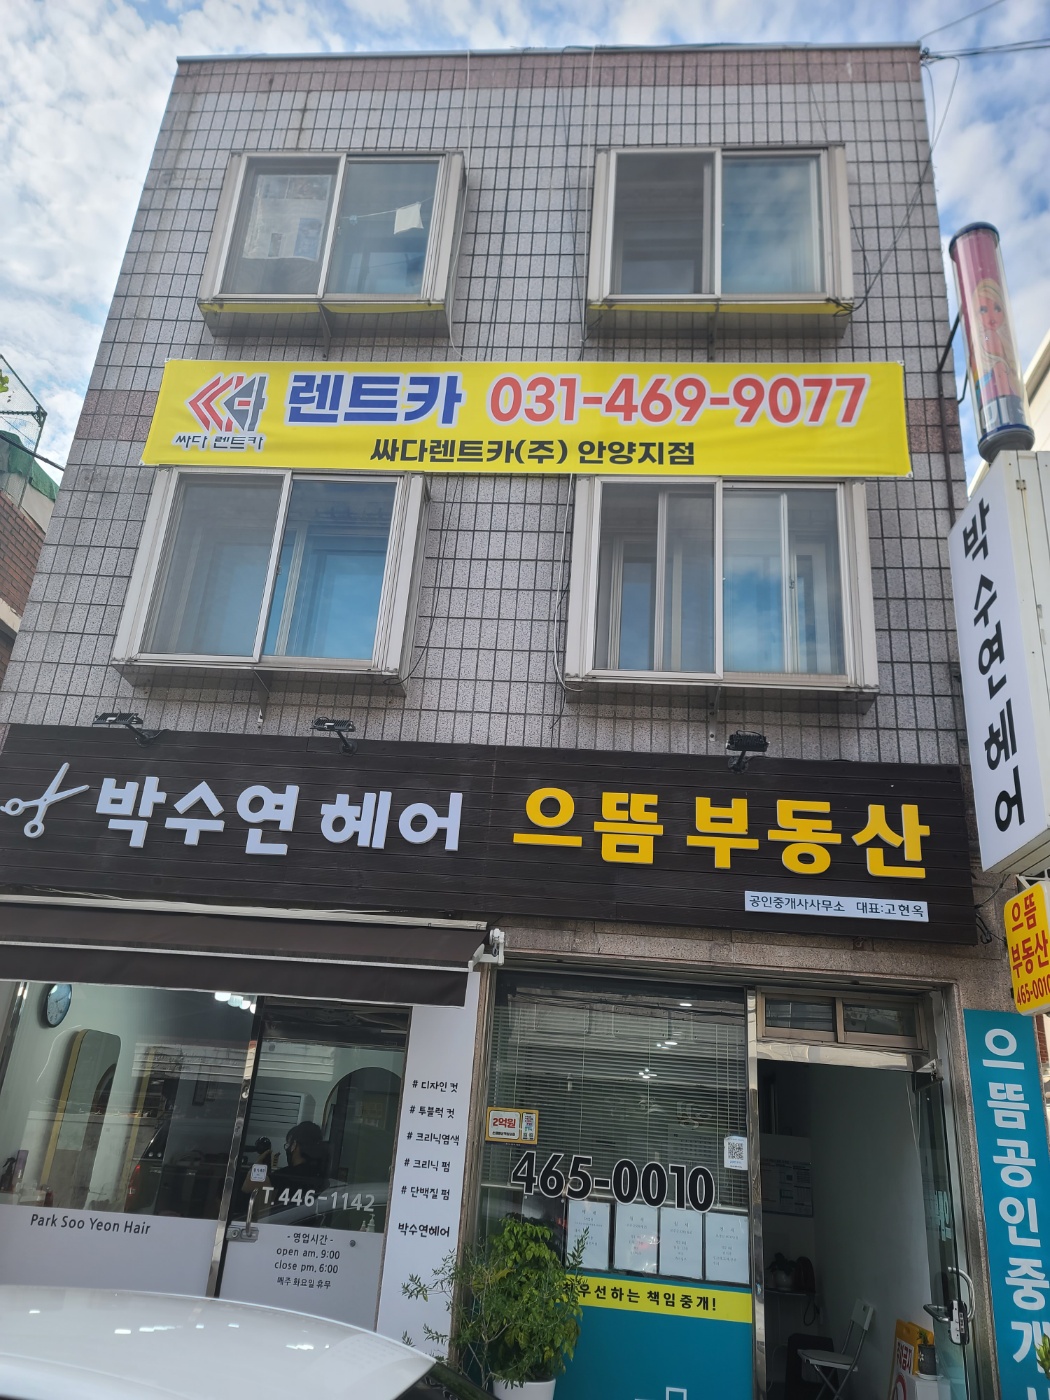 렌트카 031-469-9077
싸다 렌트카
싸다렌트카(주) 안양지점
박수연헤어
박수연 헤어
으뜸 부동산
공인중개사사무소 대표:고현옥
으뜸
부동산
465-0010
# 디자인 컷
# 투블럭 컷
# 크리닉염색
# 크리닉 펌
# 단백질 펌
박수연헤어
T.446-1142
Park Soo Yeon Hair
- 영업시간 -
open am, 9:00
close pm, 6:00
매주 화요일 휴무
2억원
465-0010
우선하는 책임중개!
으뜸공인중개